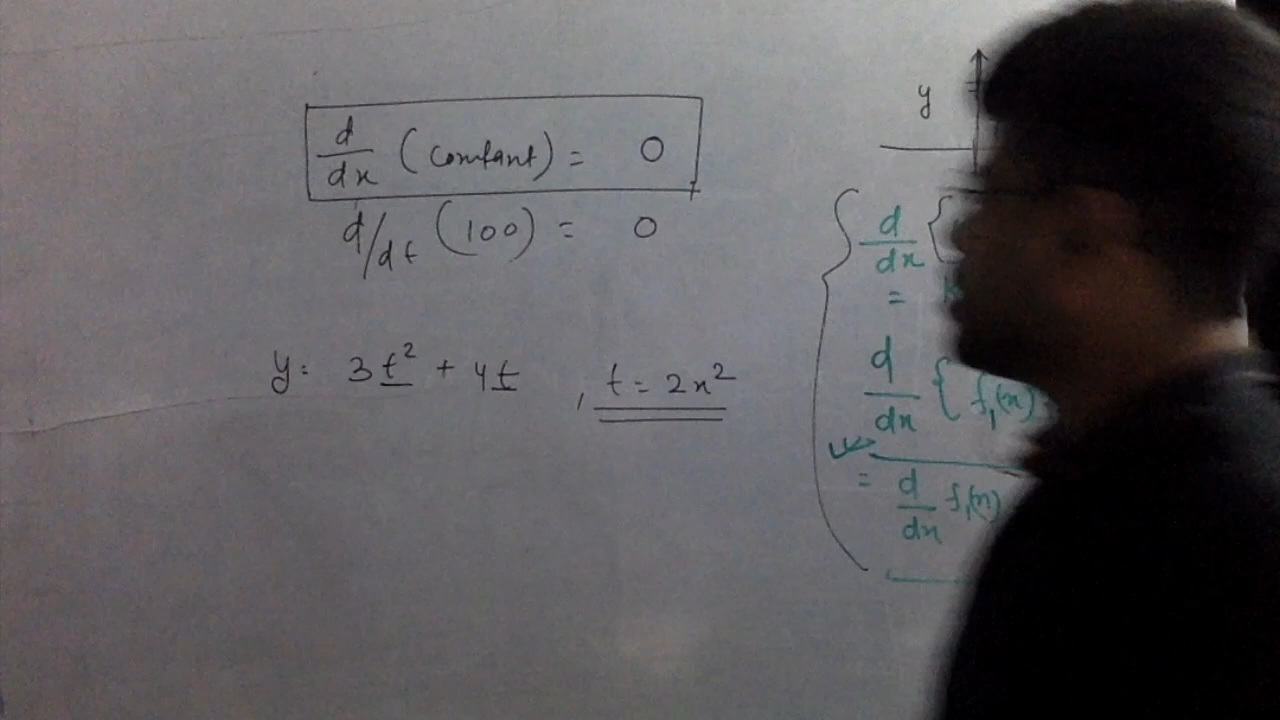 d/dx (constant) = 0
d/dt (100) = 0
y = 3t² + 4t , t = 2x²
y
d/dx {
=
d/dx { f₁(x)
= d/dx f₁(x)